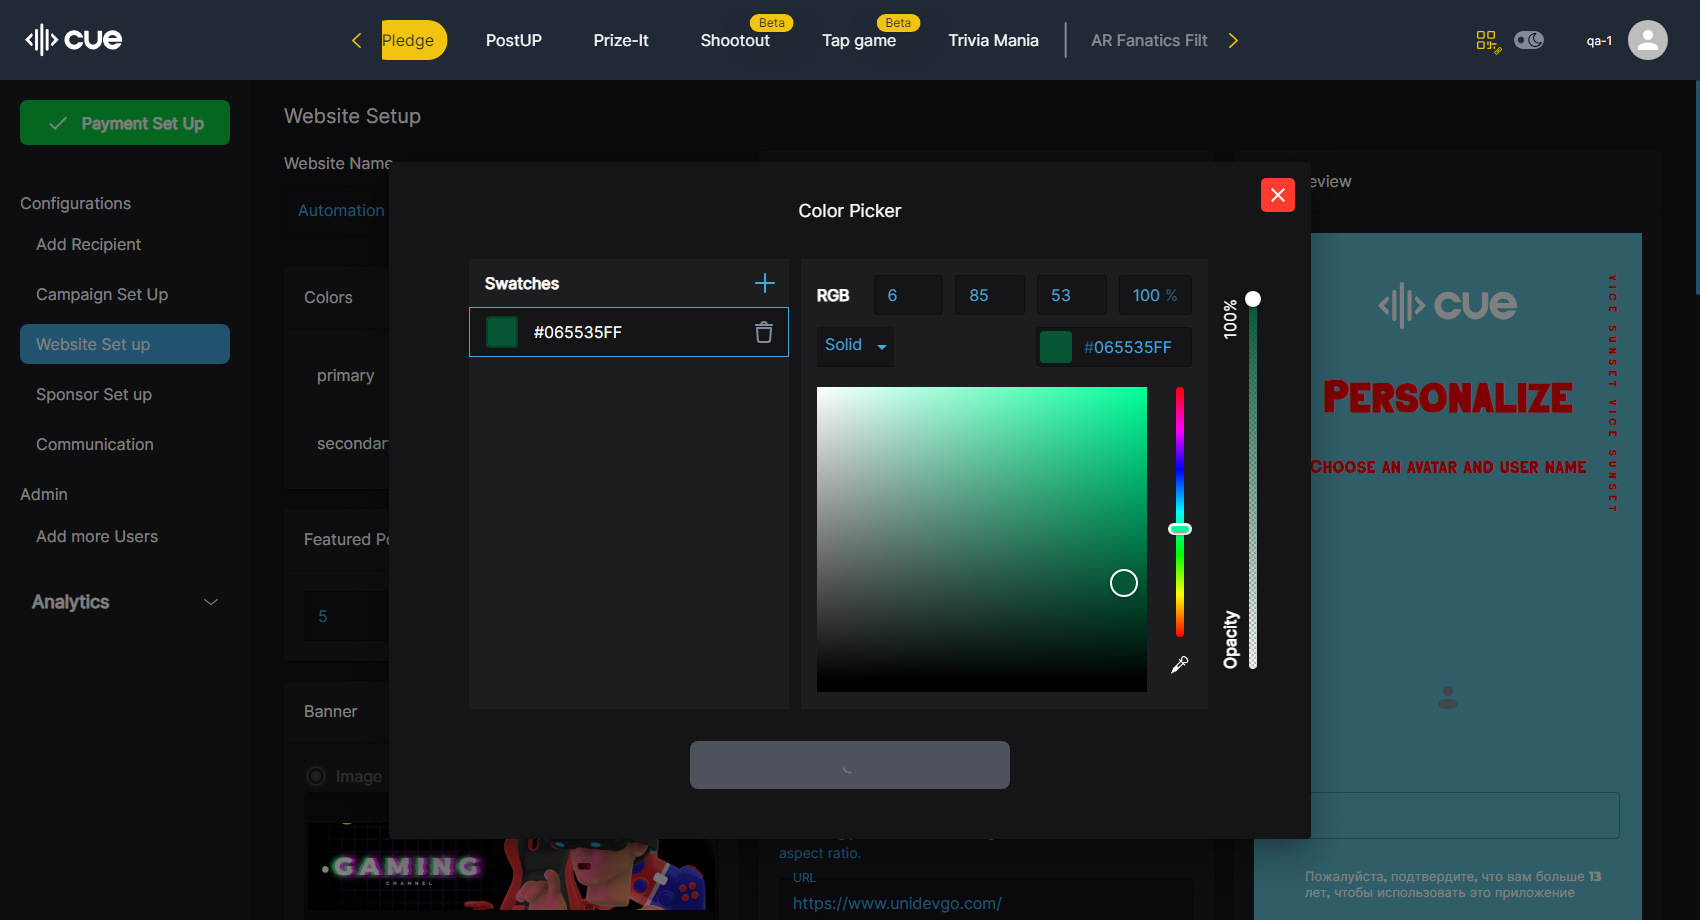 cue
Pledge
PostUP
Prize-It
Beta
Shootout
Beta
Tap game
Trivia Mania
AR Fanatics Filt
qa-1
Payment Set Up
Configurations
Add Recipient
Campaign Set Up
Website Set up
Sponsor Set up
Communication
Admin
Add more Users
Analytics
Website Setup
Website Name
Automation
Colors
primary
secondar
Featured Po
5
Banner
Image
GAMING
CHANNEL
Color Picker
Swatches
#065535FF
RGB
6
85
53
100 %
Solid
#065535FF
100%
Opacity
aspect ratio.
URL
https://www.unidevgo.com/
eview
cue
VICE SUNSET VICE SUNSET
PERSONALIZE
CHOOSE AN AVATAR AND USER NAME
Пожалуйста, подтвердите, что вам больше 13
лет, чтобы использовать это приложение